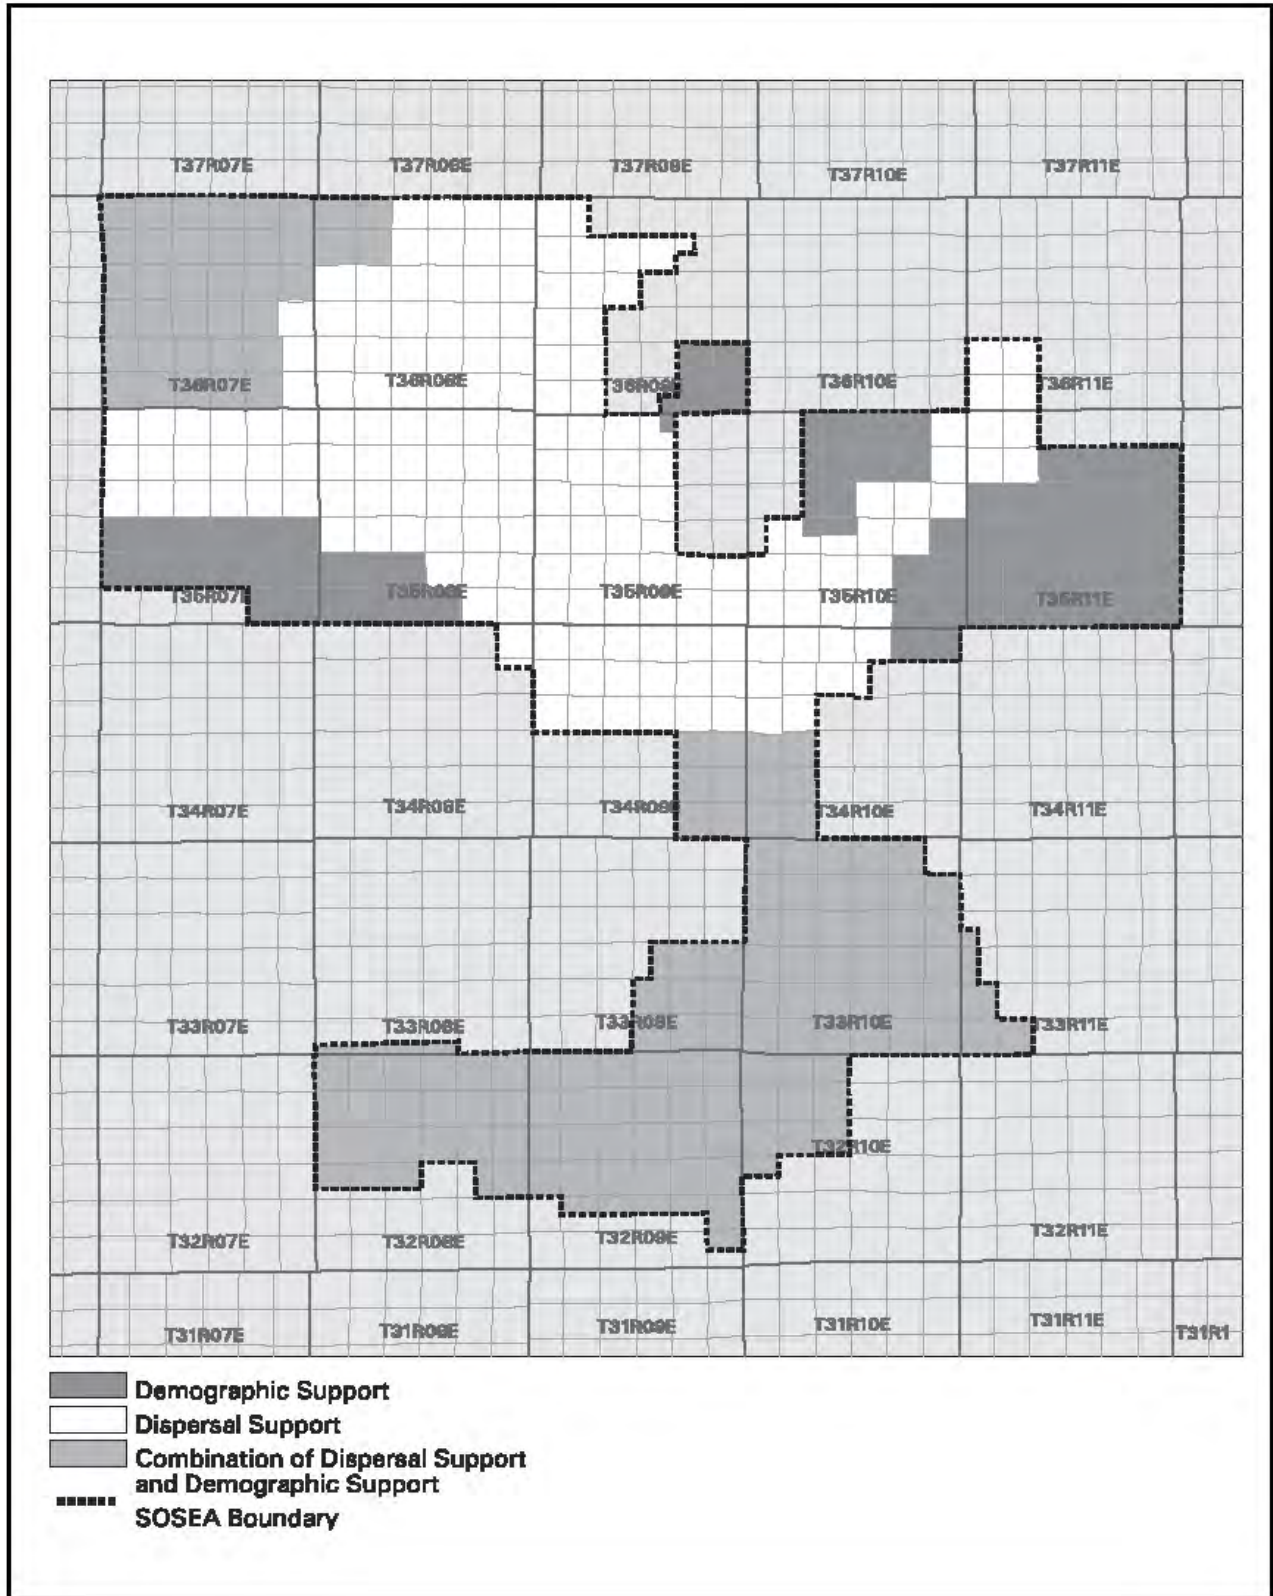 T37R07E T37R08E T37R09E T37R10E T37R11E
T36R07E T36R08E T36R09E T36R10E T36R11E
T35R07E T35R08E T35R09E T35R10E T35R11E
T34R07E T34R08E T34R09E T34R10E T34R11E
T33R07E T33R08E T33R09E T33R10E T33R11E
T32R07E T32R08E T32R09E T32R10E T32R11E
T31R07E T31R08E T31R09E T31R10E T31R11E T31R1
Demographic Support
Dispersal Support
Combination of Dispersal Support
and Demographic Support
SOSEA Boundary